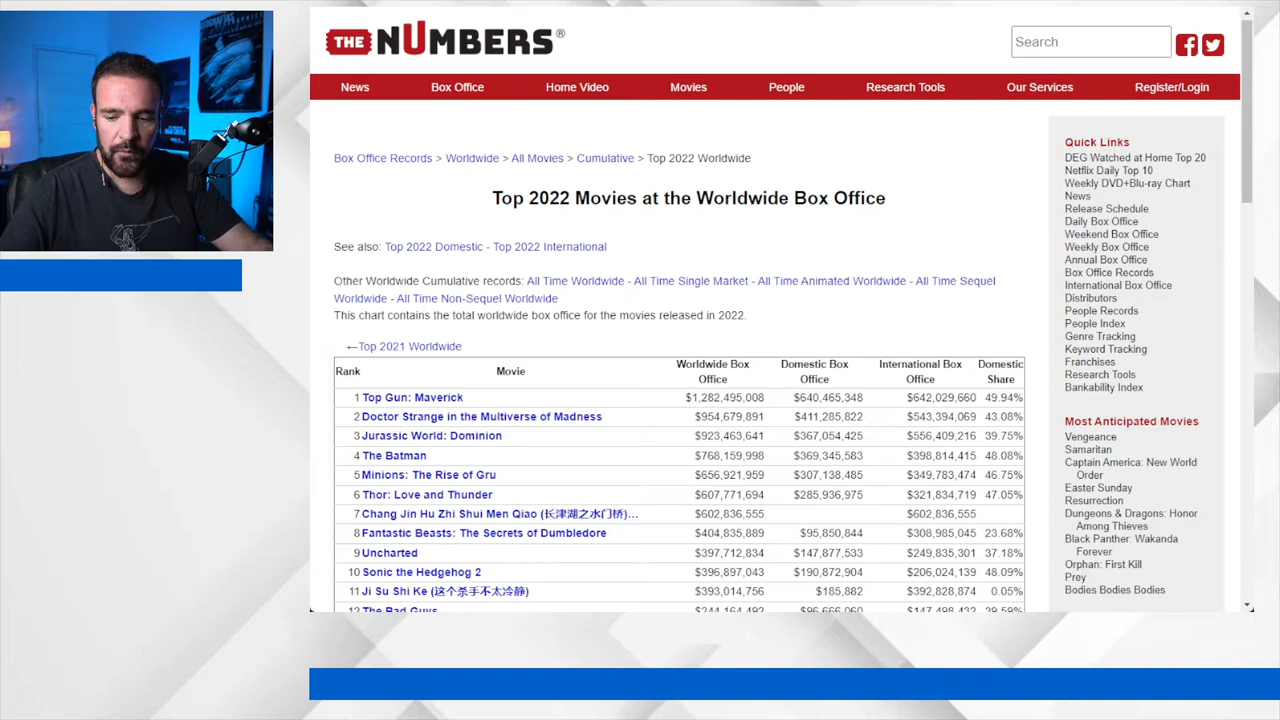 THE NUMBERS®
Search
News Box Office Home Video Movies People Research Tools Our Services Register/Login
Box Office Records > Worldwide > All Movies > Cumulative > Top 2022 Worldwide
Top 2022 Movies at the Worldwide Box Office
See also: Top 2022 Domestic - Top 2022 International
Other Worldwide Cumulative records: All Time Worldwide - All Time Single Market - All Time Animated Worldwide - All Time Sequel
Worldwide - All Time Non-Sequel Worldwide
This chart contains the total worldwide box office for the movies released in 2022.
←Top 2021 Worldwide
Rank Movie Worldwide Box Office Domestic Box Office International Box Office Domestic Share
1 Top Gun: Maverick $1,282,495,008 $640,465,348 $642,029,660 49.94%
2 Doctor Strange in the Multiverse of Madness $954,679,891 $411,285,822 $543,394,069 43.08%
3 Jurassic World: Dominion $923,463,641 $367,054,425 $556,409,216 39.75%
4 The Batman $768,159,998 $369,345,583 $398,814,415 48.08%
5 Minions: The Rise of Gru $656,921,959 $307,138,485 $349,783,474 46.75%
6 Thor: Love and Thunder $607,771,694 $285,936,975 $321,834,719 47.05%
7 Chang Jin Hu Zhi Shui Men Qiao (长津湖之水门桥)... $602,836,555 $602,836,555
8 Fantastic Beasts: The Secrets of Dumbledore $404,835,889 $95,850,844 $308,985,045 23.68%
9 Uncharted $397,712,834 $147,877,533 $249,835,301 37.18%
10 Sonic the Hedgehog 2 $396,897,043 $190,872,904 $206,024,139 48.09%
11 Ji Su Shi Ke (这个杀手不太冷静) $393,014,756 $185,882 $392,828,874 0.05%
12 The Bad Guys $244,164,492 $96,666,060 $147,498,432 39.59%
Quick Links
DEG Watched at Home Top 20
Netflix Daily Top 10
Weekly DVD+Blu-ray Chart
News
Release Schedule
Daily Box Office
Weekend Box Office
Weekly Box Office
Annual Box Office
Box Office Records
International Box Office
Distributors
People Records
People Index
Genre Tracking
Keyword Tracking
Franchises
Research Tools
Bankability Index
Most Anticipated Movies
Vengeance
Samaritan
Captain America: New World
Order
Easter Sunday
Resurrection
Dungeons & Dragons: Honor
Among Thieves
Black Panther: Wakanda
Forever
Orphan: First Kill
Prey
Bodies Bodies Bodies